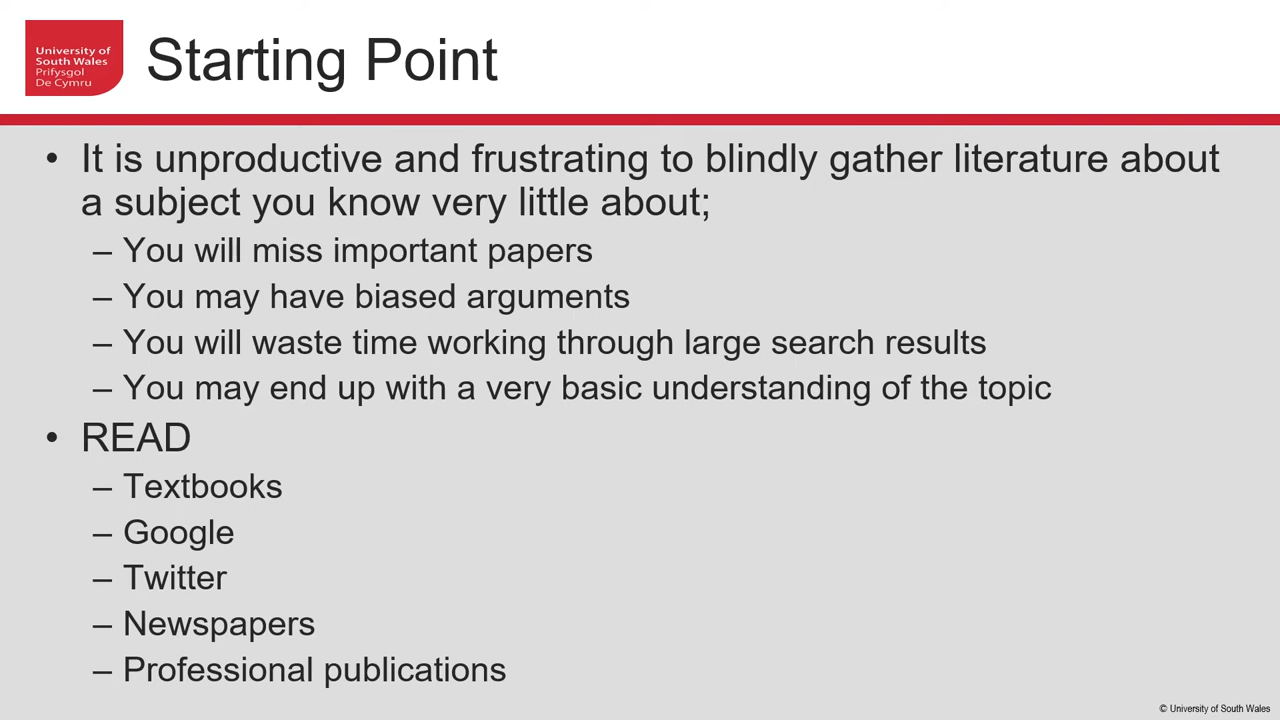 University of
South Wales
Prifysgol
De Cymru
Starting Point
• It is unproductive and frustrating to blindly gather literature about
a subject you know very little about;
– You will miss important papers
– You may have biased arguments
– You will waste time working through large search results
– You may end up with a very basic understanding of the topic
• READ
– Textbooks
– Google
– Twitter
– Newspapers
– Professional publications
© University of South Wales